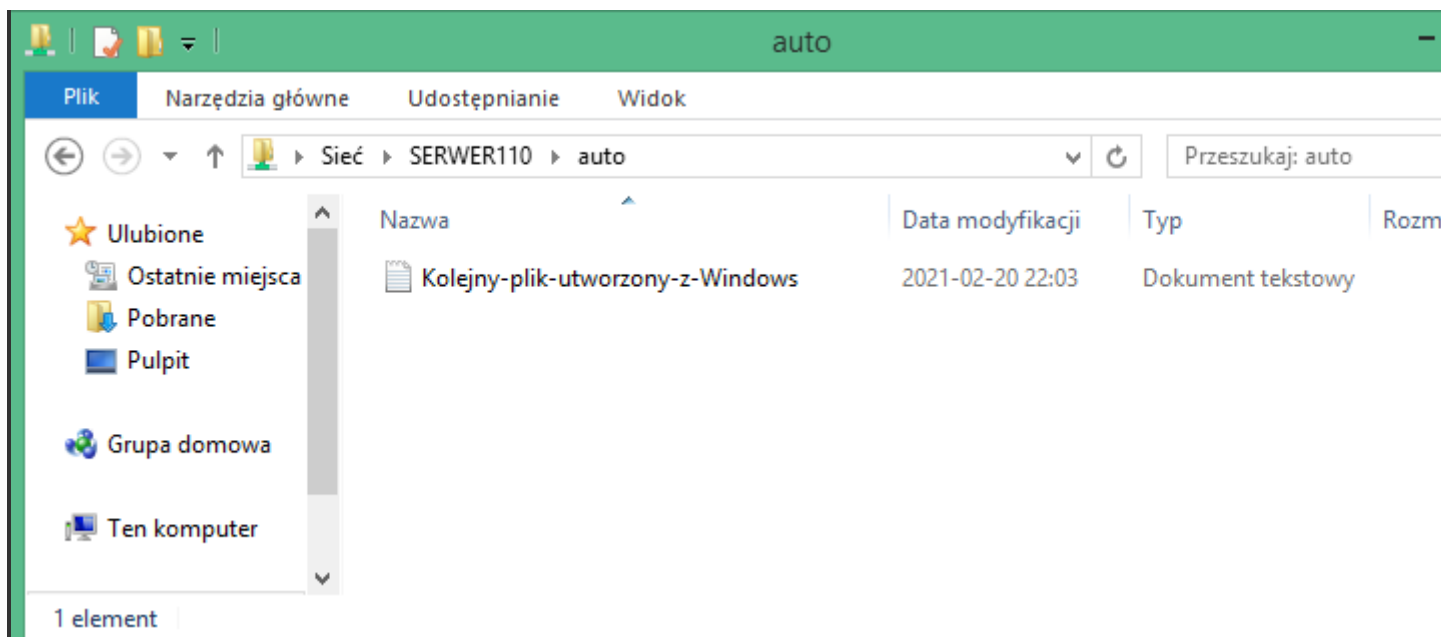 auto
Plik Narzędzia główne Udostępnianie Widok
Sieć SERWER110 auto Przeszukaj: auto
Nazwa Data modyfikacji Typ Rozm
Ulubione
Kolejny-plik-utworzony-z-Windows 2021-02-20 22:03 Dokument tekstowy
Ostatnie miejsca
Pobrane
Pulpit
Grupa domowa
Ten komputer
1 element